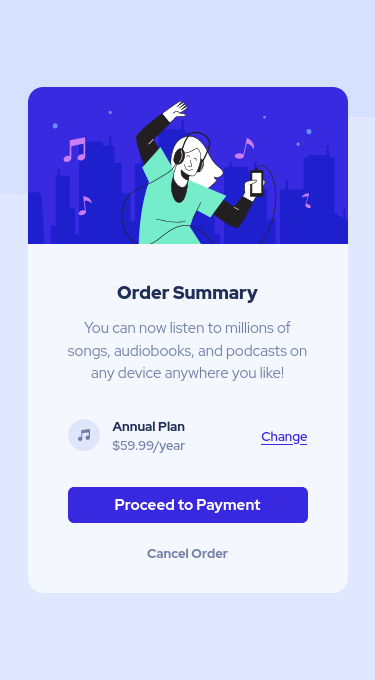 Order Summary
You can now listen to millions of
songs, audiobooks, and podcasts on
any device anywhere you like!
Annual Plan
$59.99/year
Change
Proceed to Payment
Cancel Order